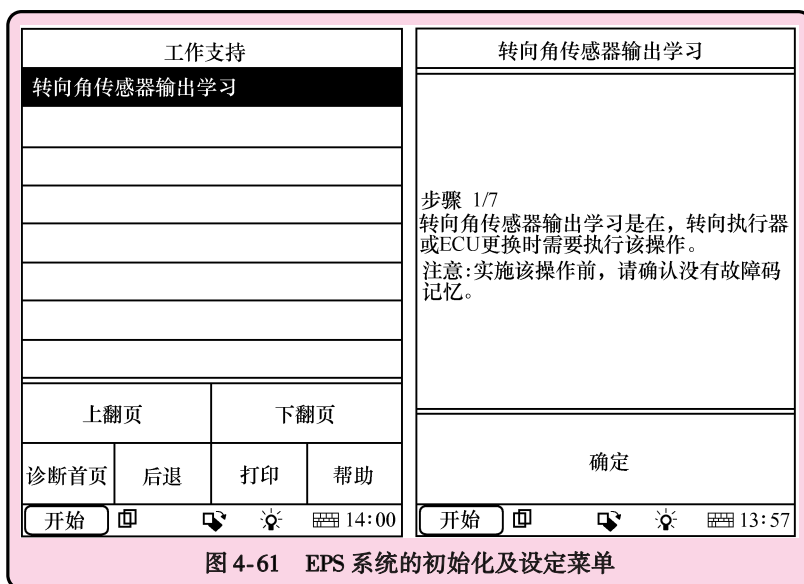 工作支持
转向角传感器输出学习
上翻页
下翻页
诊断首页
后退
打印
帮助
开始
14:00
转向角传感器输出学习
步骤 1/7
转向角传感器输出学习是在，转向执行器
或ECU更换时需要执行该操作。
注意:实施该操作前，请确认没有故障码
记忆。
确定
开始
13:57
图 4-61 EPS 系统的初始化及设定菜单